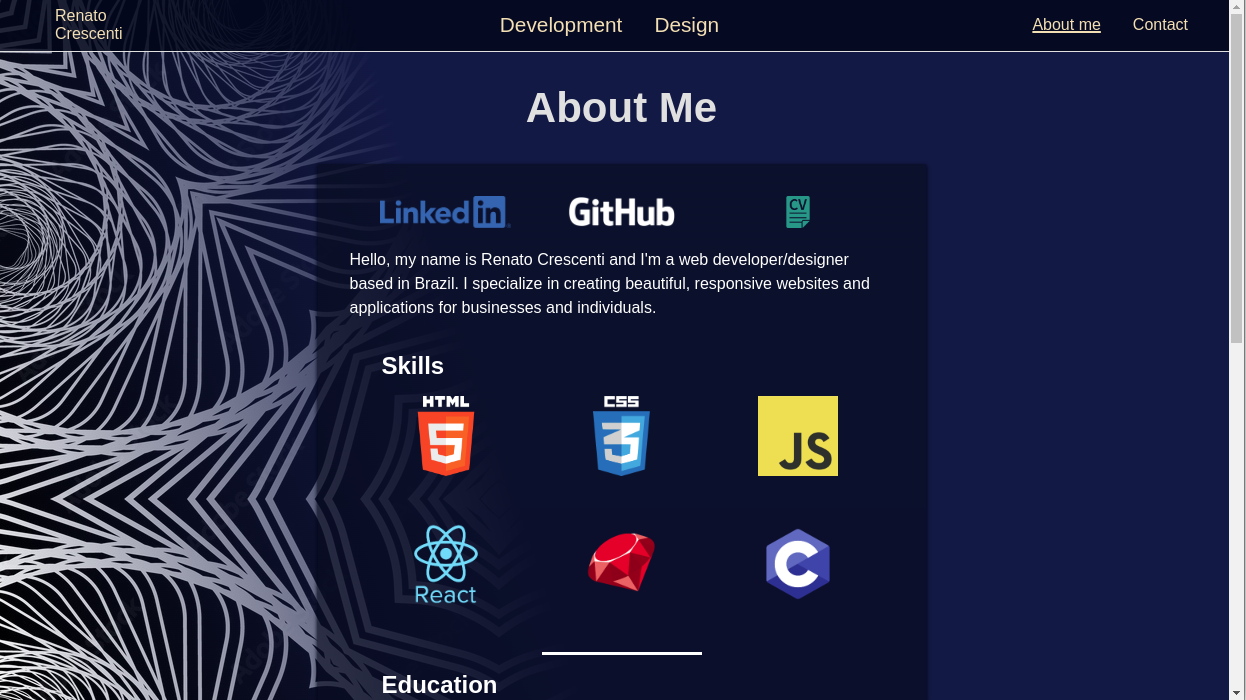 Renato
Crescenti
Development
Design
About me
Contact
About Me
Linkedin
GitHub
CV
Hello, my name is Renato Crescenti and I'm a web developer/designer
based in Brazil. I specialize in creating beautiful, responsive websites and
applications for businesses and individuals.
Skills
HTML
5
CSS
3
JS
React
C
Education